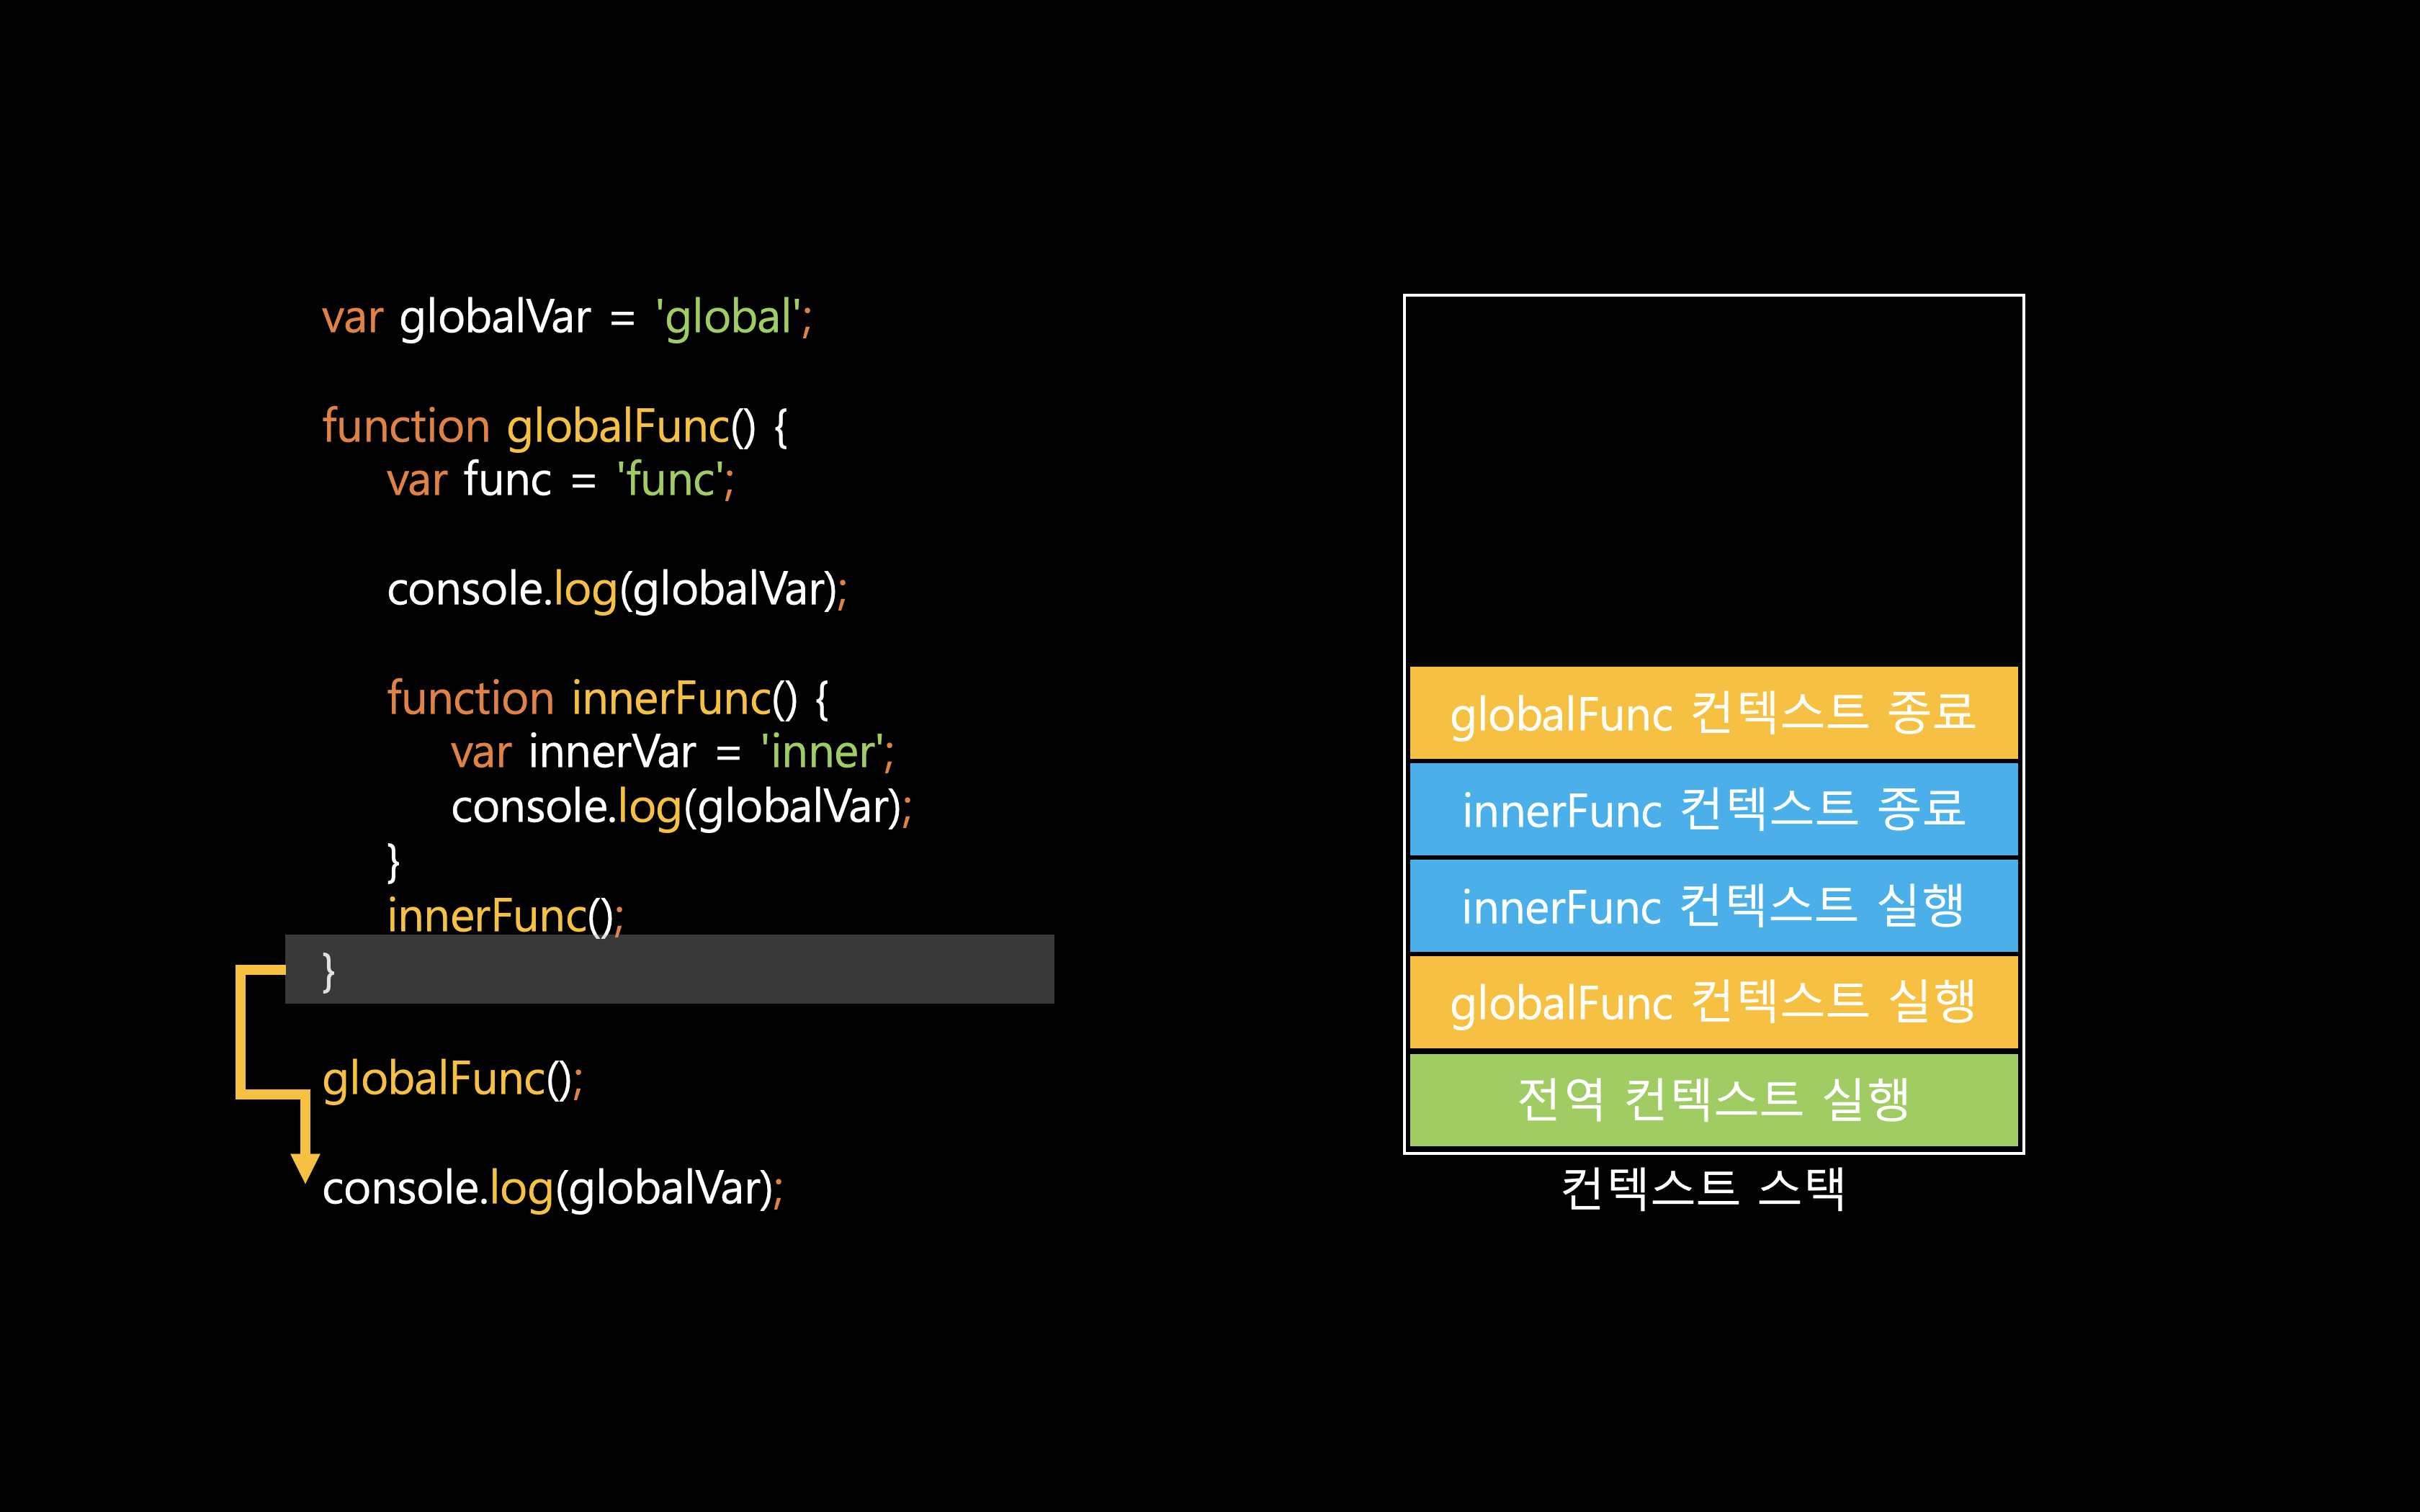 var globalVar = 'global';
function globalFunc() {
var func = 'func';
console.log(globalVar);
function innerFunc() {
var innerVar = 'inner';
console.log(globalVar);
}
innerFunc();
}
globalFunc();
console.log(globalVar);
globalFunc 컨텍스트 종료
innerFunc 컨텍스트 종료
innerFunc 컨텍스트 실행
globalFunc 컨텍스트 실행
전역 컨텍스트 실행
컨텍스트 스택